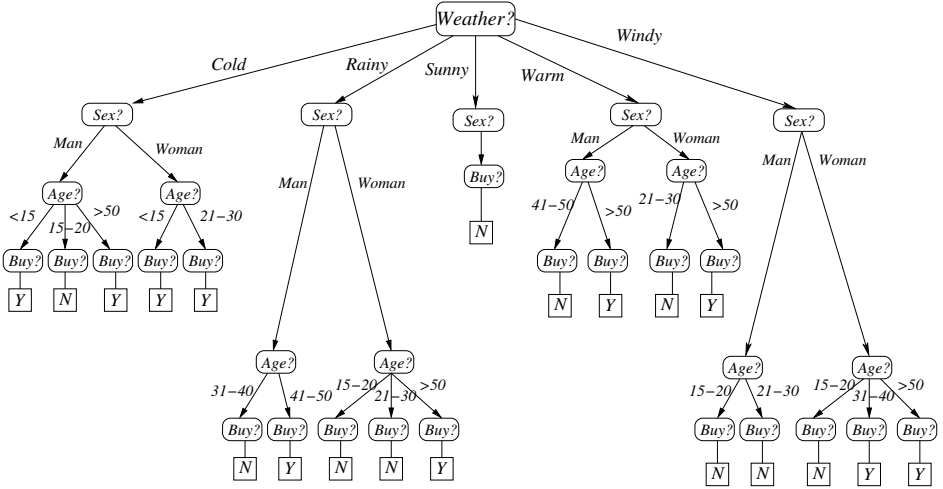 Weather?
Cold
Rainy
Sunny
Warm
Windy
Sex?
Sex?
Sex?
Sex?
Sex?
Man
Woman
Man
Woman
Man
Woman
Man
Woman
Buy?
N
Age?
Age?
Age?
Age?
<15
15−20
>50
<15
21−30
41−50
>50
21−30
>50
Buy?
Buy?
Buy?
Buy?
Buy?
Buy?
Buy?
Buy?
Buy?
Y
N
Y
Y
Y
N
Y
N
Y
Age?
Age?
Age?
Age?
31−40
41−50
15−20
21−30
>50
15−20
21−30
15−20
31−40
>50
Buy?
Buy?
Buy?
Buy?
Buy?
Buy?
Buy?
Buy?
Buy?
Buy?
N
Y
N
N
Y
N
N
N
Y
Y